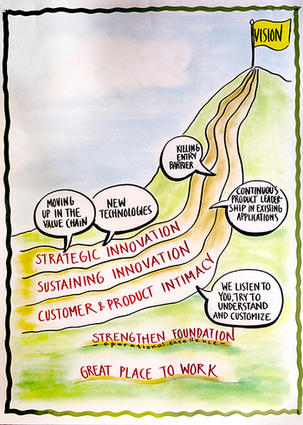 VISION
KILLING
ENTRY
BARRIER
CONTINUOUS
PRODUCT LEADER-
SHIP IN EXISTING
APPLICATIONS
MOVING
UP IN THE
VALUE CHAIN
NEW
TECHNOLOGIES
STRATEGIC INNOVATION
SUSTAINING INNOVATION
CUSTOMER & PRODUCT INTIMACY
WE LISTEN TO
YOU, TRY TO
UNDERSTAND
AND CUSTOMIZE.
STRENGTHEN FOUNDATION
operational excellence
GREAT PLACE TO WORK